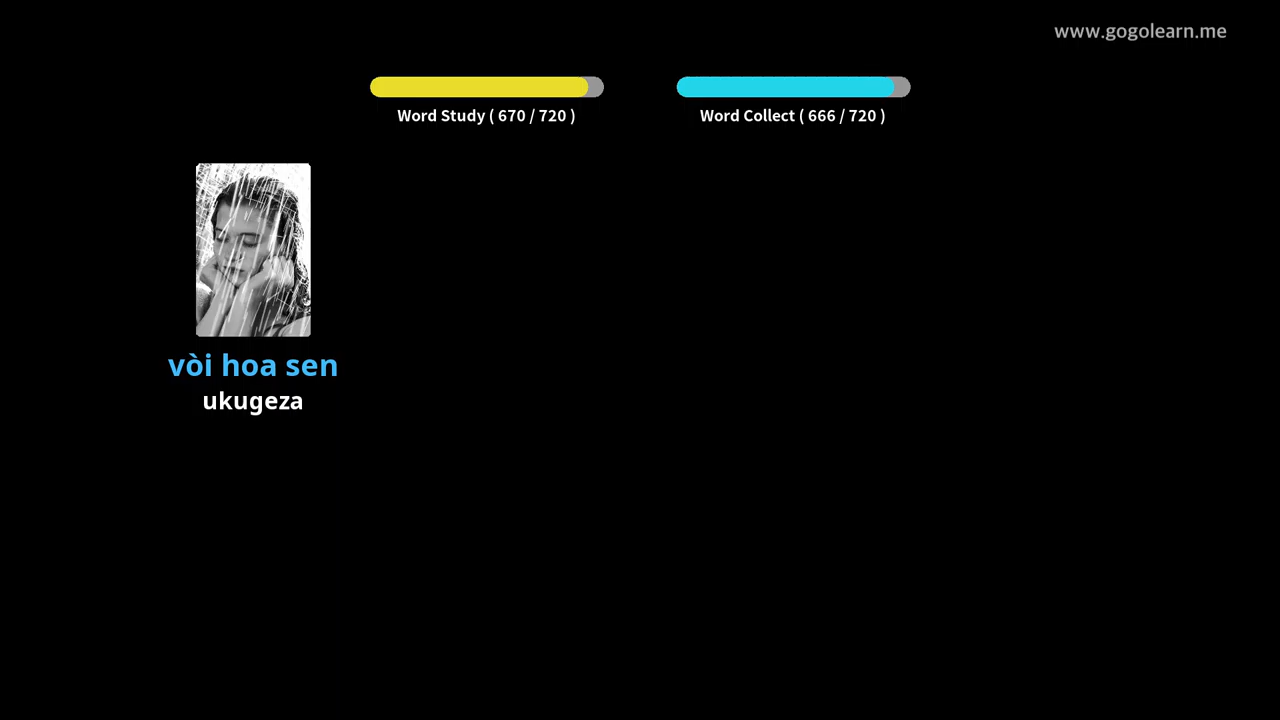 www.gogolearn.me
Word Study ( 670 / 720 )
Word Collect ( 666 / 720 )
vòi hoa sen
ukugeza